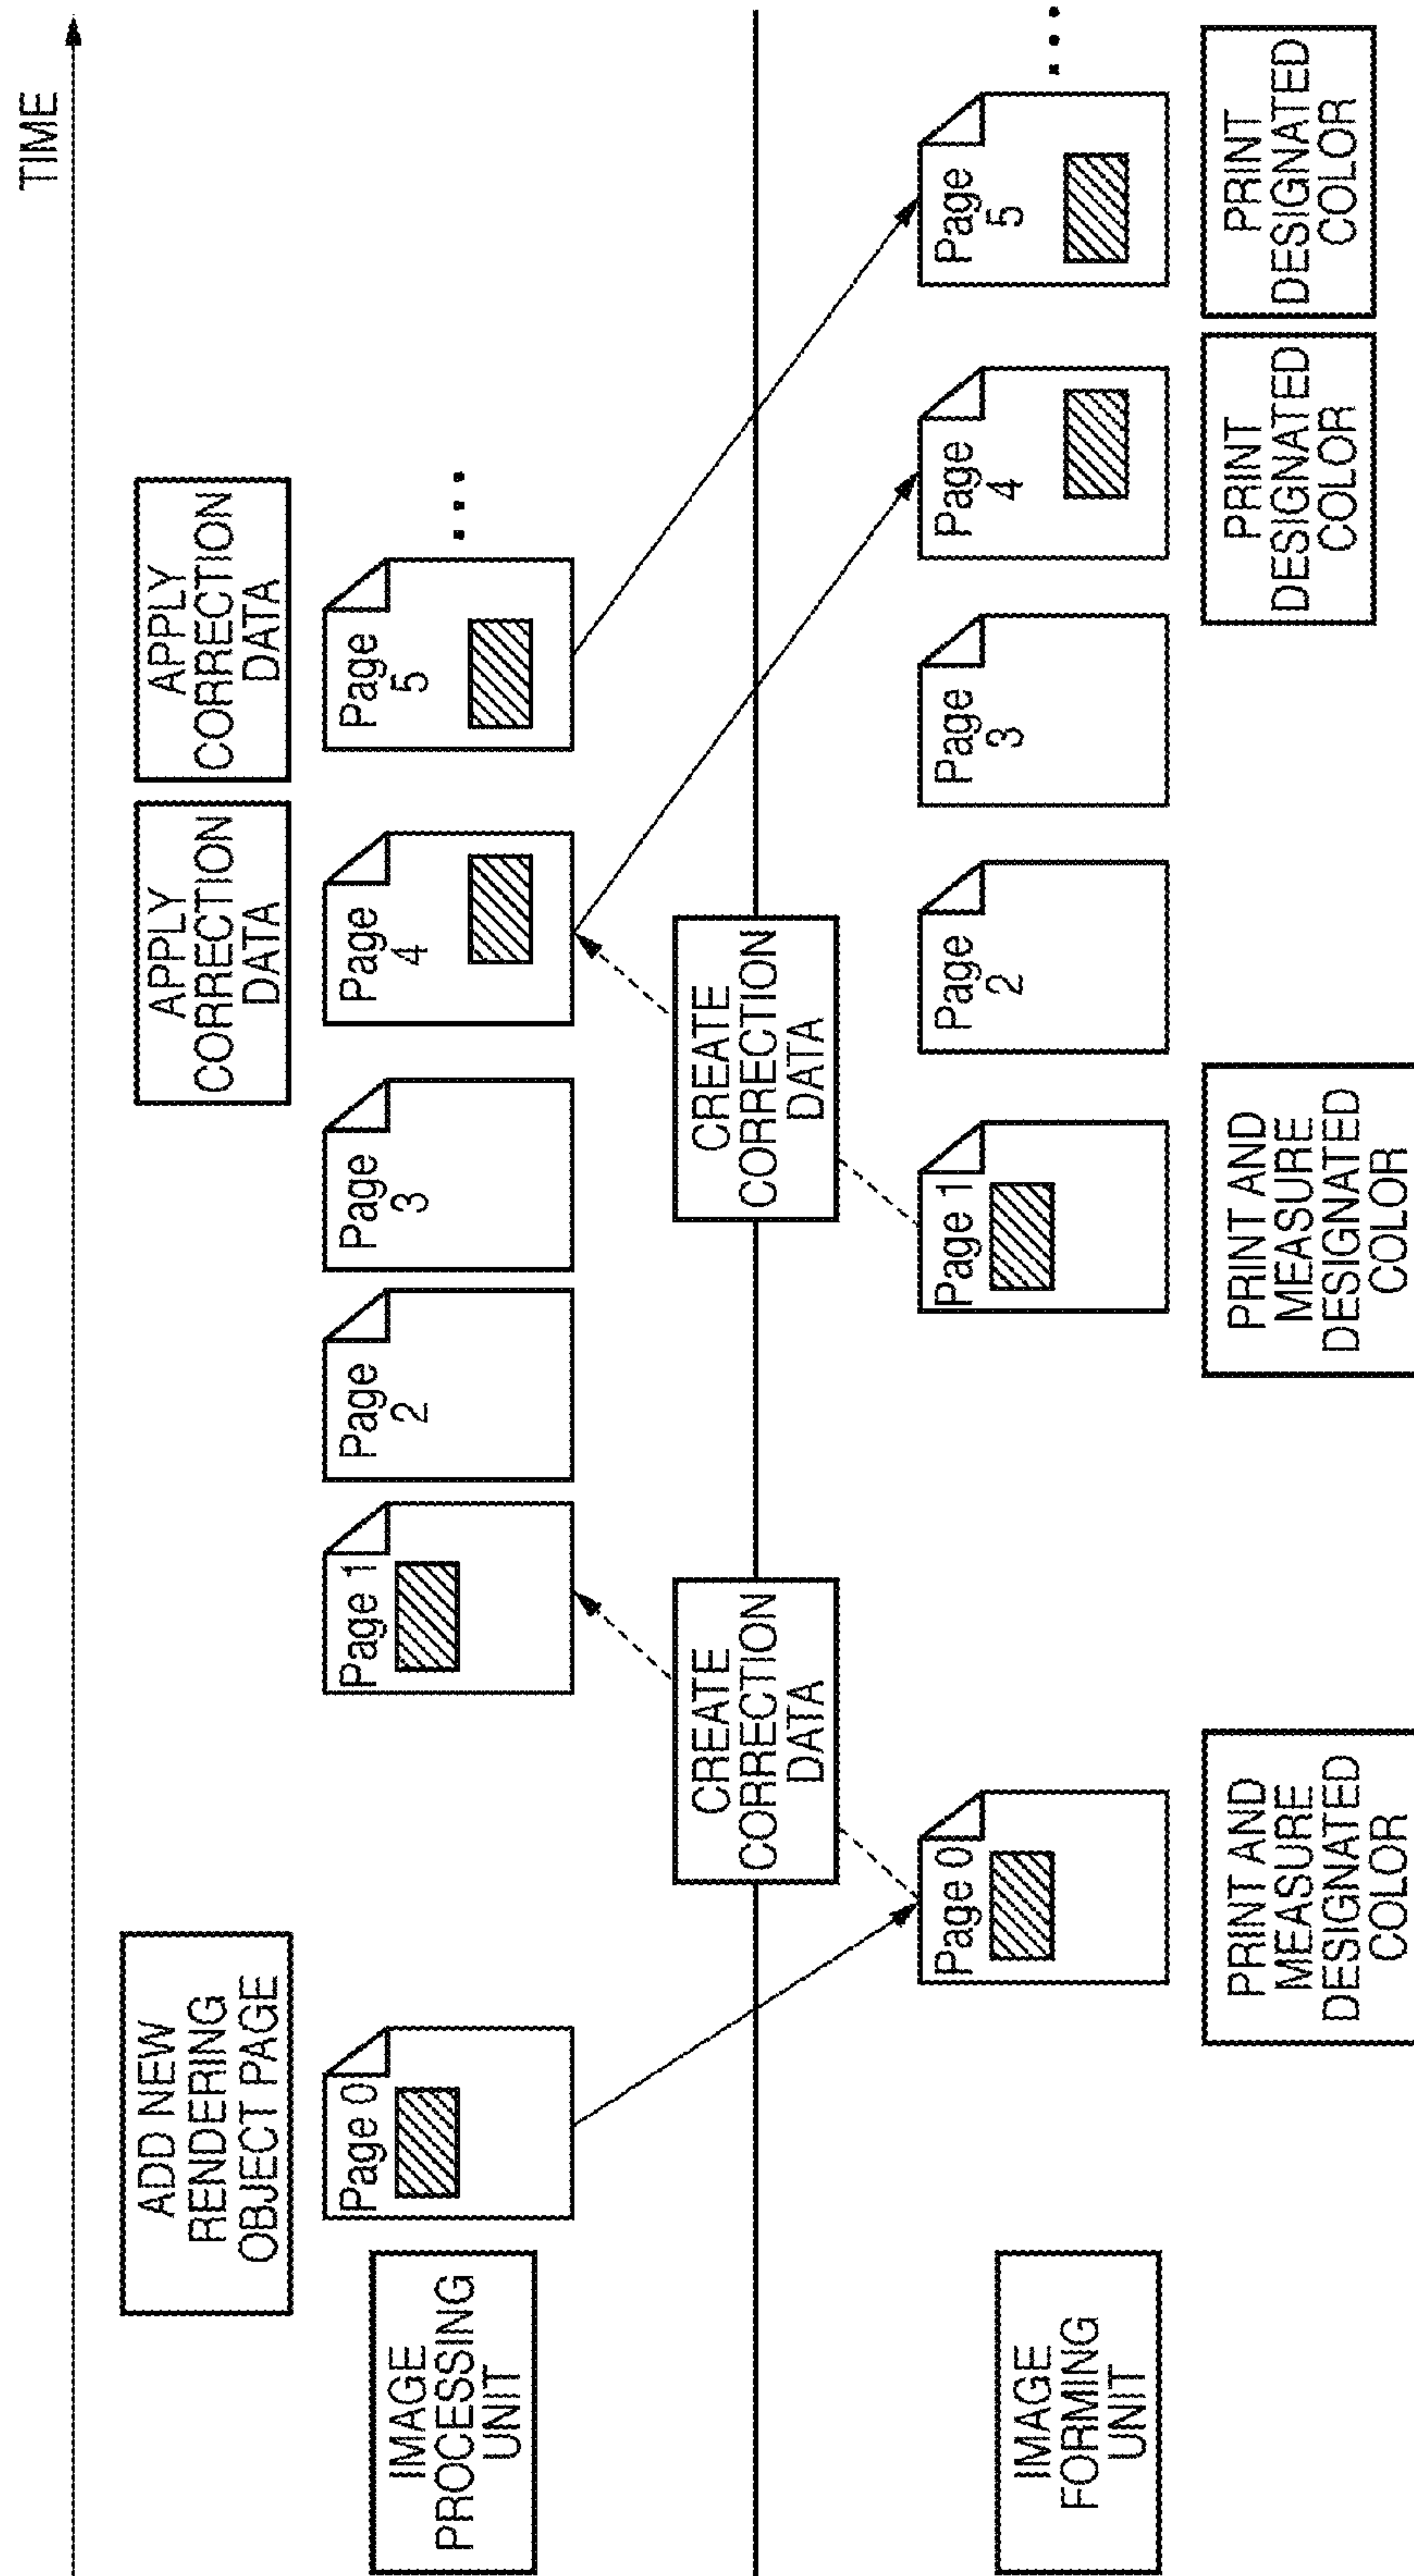 TIME
ADD NEW
RENDERING
OBJECT PAGE
APPLY
CORRECTION
DATA
APPLY
CORRECTION
DATA
IMAGE
PROCESSING
UNIT
Page 0
Page 1
Page
2
Page
3
Page
4
Page
5
...
CREATE
CORRECTION
DATA
CREATE
CORRECTION
DATA
IMAGE
FORMING
UNIT
Page 0
Page 1
Page
2
Page
3
Page
4
Page
5
...
PRINT AND
MEASURE
DESIGNATED
COLOR
PRINT AND
MEASURE
DESIGNATED
COLOR
PRINT
DESIGNATED
COLOR
PRINT
DESIGNATED
COLOR